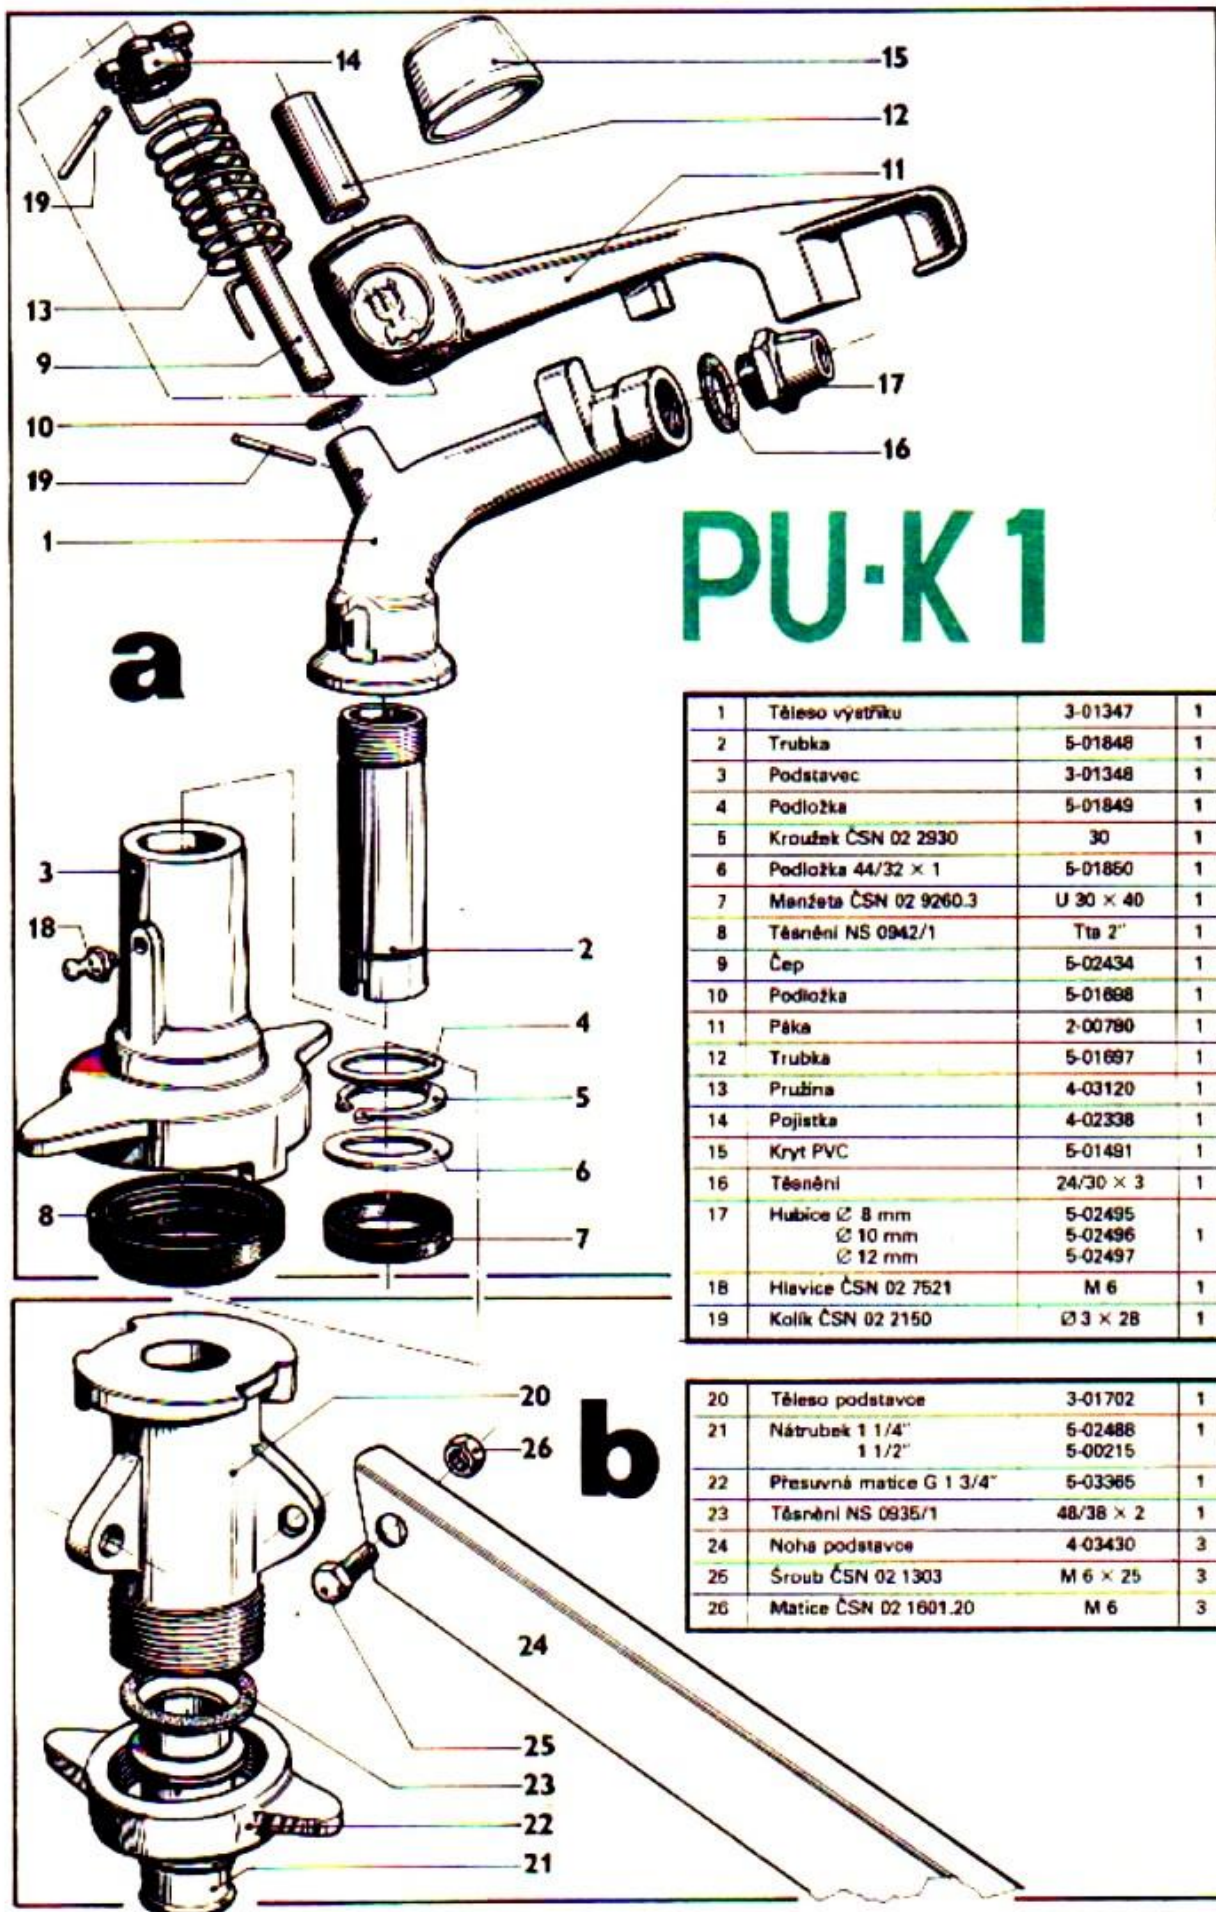 14
15
12
11
19
13
9
10
19
17
16
1
PU·K1
a
3
18
2
4
5
6
8
7
1 Těleso výstřiku 3-01347 1
2 Trubka 5-01848 1
3 Podstavec 3-01348 1
4 Podložka 5-01849 1
5 Kroužek ČSN 02 2930 30 1
6 Podložka 44/32 × 1 5-01850 1
7 Manžeta ČSN 02 9260.3 U 30 × 40 1
8 Těsnění NS 0942/1 Tta 2" 1
9 Čep 5-02434 1
10 Podložka 5-01698 1
11 Páka 2-00780 1
12 Trubka 5-01697 1
13 Pružina 4-03120 1
14 Pojistka 4-02338 1
15 Kryt PVC 5-01491 1
16 Těsnění 24/30 × 3 1
17 Hubice Ø 8 mm 5-02495
Ø 10 mm 5-02496 1
Ø 12 mm 5-02497
18 Hlavice ČSN 02 7521 M 6 1
19 Kolík ČSN 02 2150 Ø 3 × 28 1
20
26
b
24
25
23
22
21
20 Těleso podstavce 3-01702 1
21 Nátrubek 1 1/4" 5-02488 1
1 1/2" 5-00215
22 Přesuvná matice G 1 3/4" 5-03365 1
23 Těsnění NS 0935/1 48/38 × 2 1
24 Noha podstavce 4-03430 3
25 Šroub ČSN 02 1303 M 6 × 25 3
26 Matice ČSN 02 1601.20 M 6 3